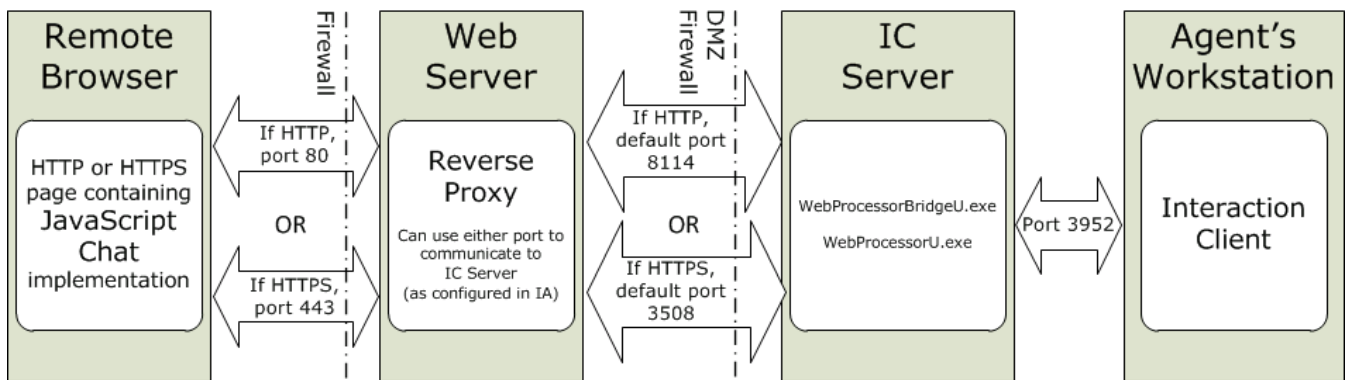 Remote
Browser
HTTP or HTTPS
page containing
JavaScript
Chat
implementation
Firewall
If HTTP,
port 80
OR
If HTTPS,
port 443
Web
Server
Reverse
Proxy
Can use either port to
communicate to
IC Server
(as configured in IA)
DMZ
Firewall
If HTTP,
default port
8114
OR
If HTTPS,
default port
3508
IC
Server
WebProcessorBridgeU.exe
WebProcessorU.exe
Port 3952
Agent's
Workstation
Interaction
Client